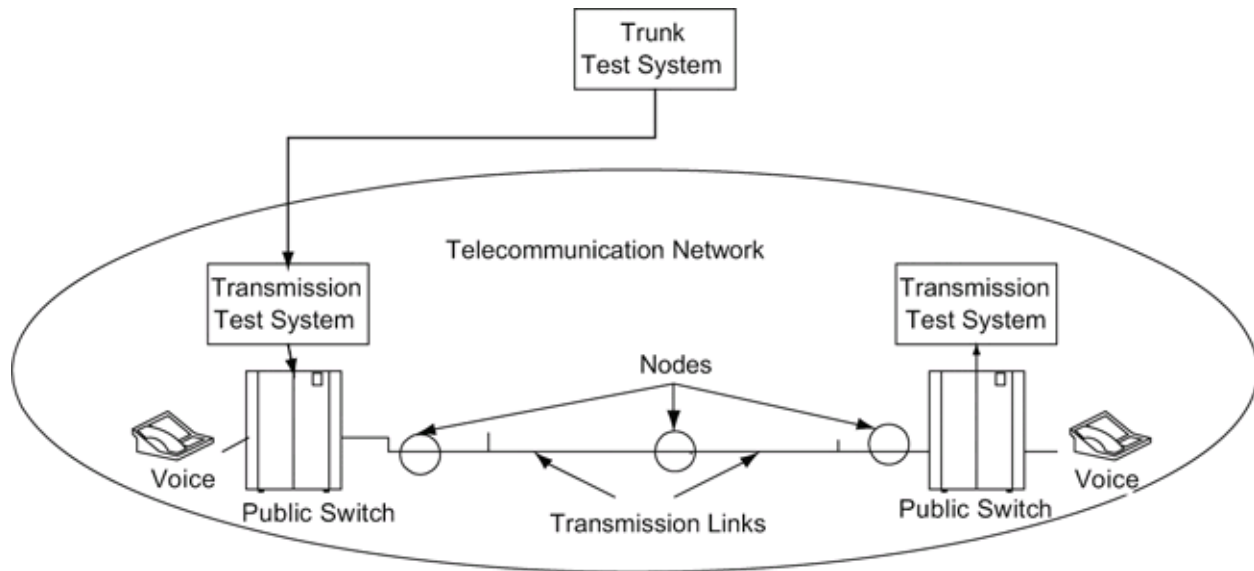 Trunk
Test System
Telecommunication Network
Transmission
Test System
Transmission
Test System
Nodes
Voice
Voice
Public Switch
Transmission Links
Public Switch